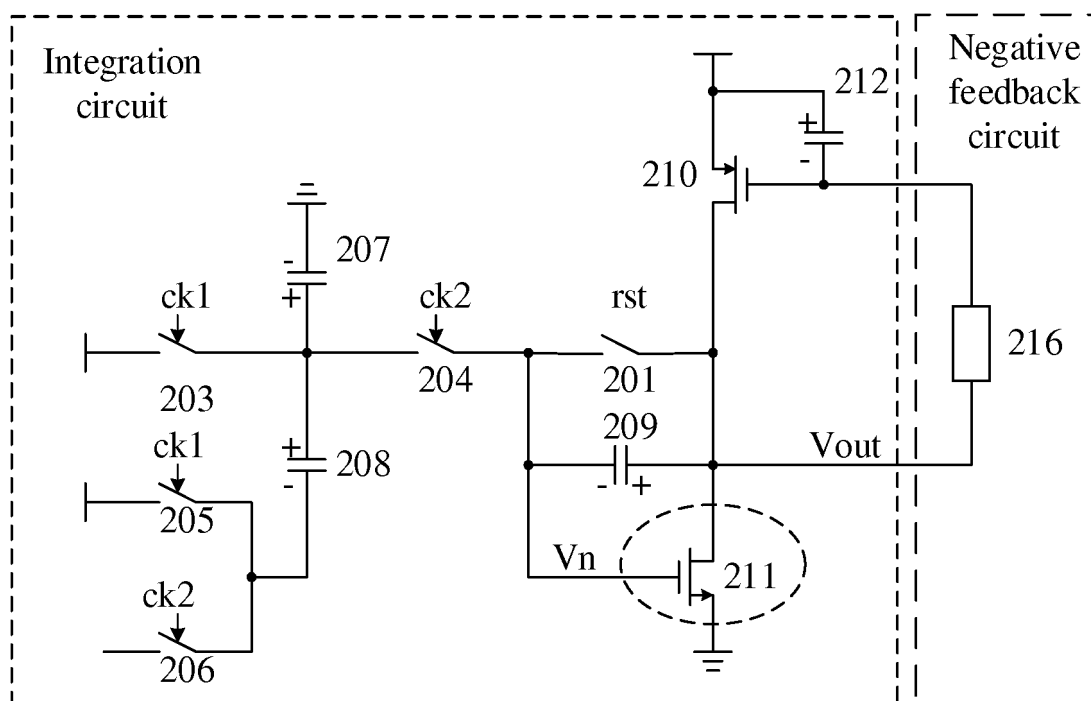 Integration
circuit
Negative
feedback
circuit
212
+
-
210
207
-
+
ck1
ck2
rst
203
204
201
216
ck1
+
-
208
209
- +
Vout
205
Vn
211
ck2
206